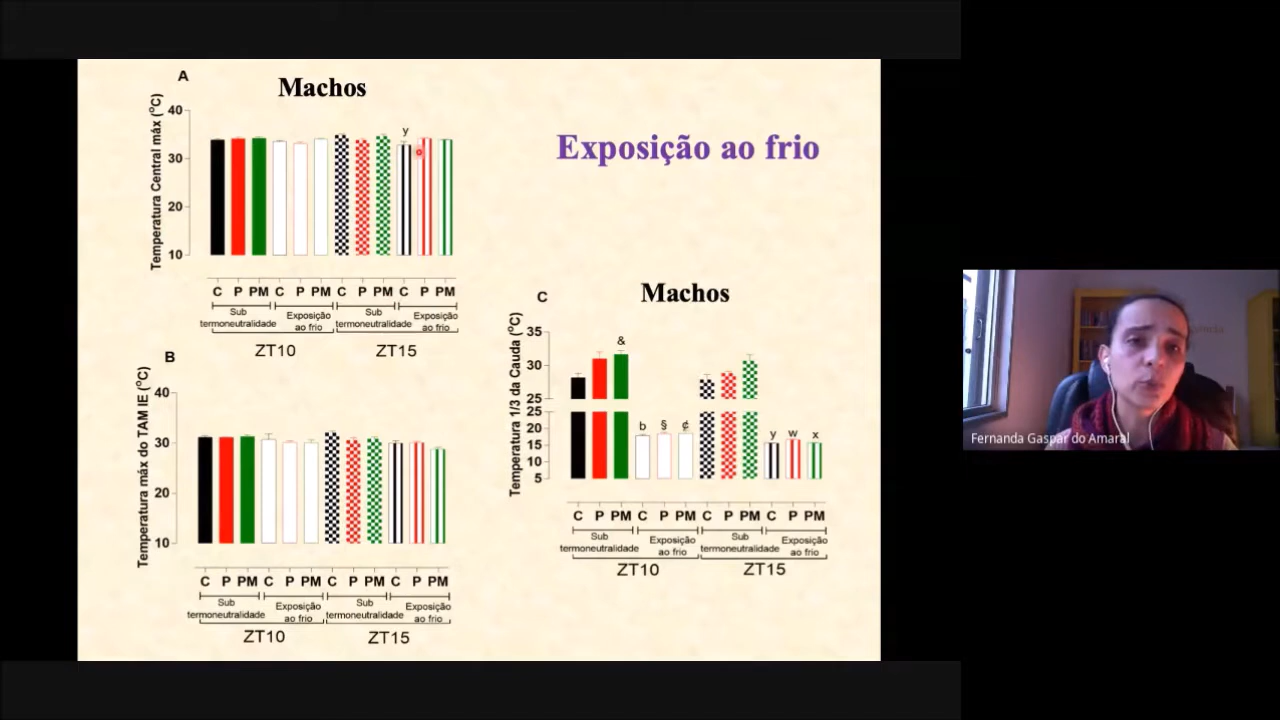 A
Machos
Exposição ao frio
Temperatura Central máx (°C)
40
y
30
20
10
C P PM C P PM C P PM C P PM
Sub termoneutralidade
Exposição ao frio
Sub termoneutralidade
Exposição ao frio
ZT10
ZT15
B
Temperatura máx do TAM IE (°C)
40
30
20
10
C P PM C P PM C P PM C P PM
Sub termoneutralidade
Exposição ao frio
Sub termoneutralidade
Exposição ao frio
ZT10
ZT15
C
Machos
Temperatura 1/3 da Cauda (°C)
35
30
25
25
20
15
10
5
&
b § ¢
y w x
C P PM C P PM C P PM C P PM
Sub termoneutralidade
Exposição ao frio
Sub termoneutralidade
Exposição ao frio
ZT10
ZT15
Fernanda Gaspar do Amaral